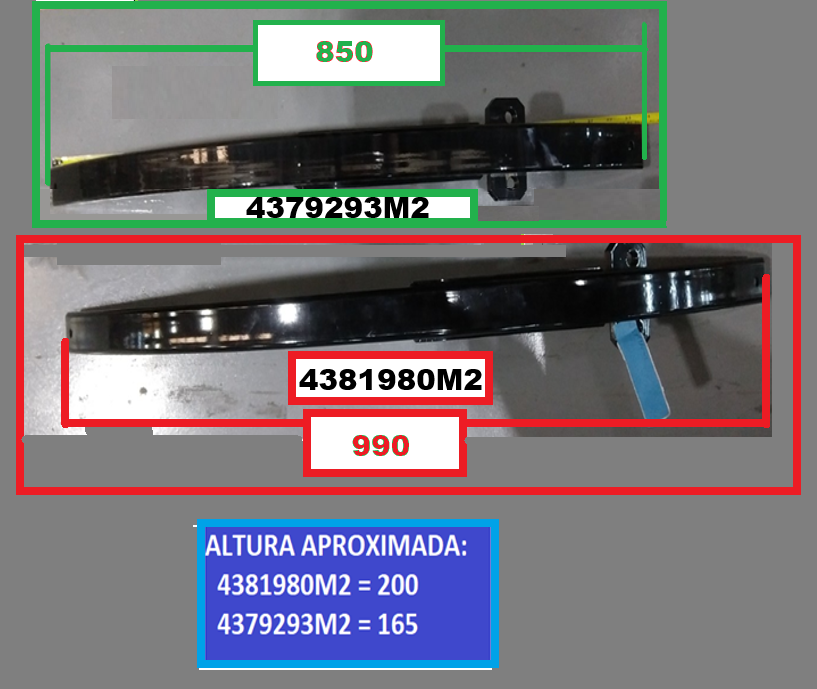 850
4379293M2
4381980M2
990
ALTURA APROXIMADA:
4381980M2 = 200
4379293M2 = 165